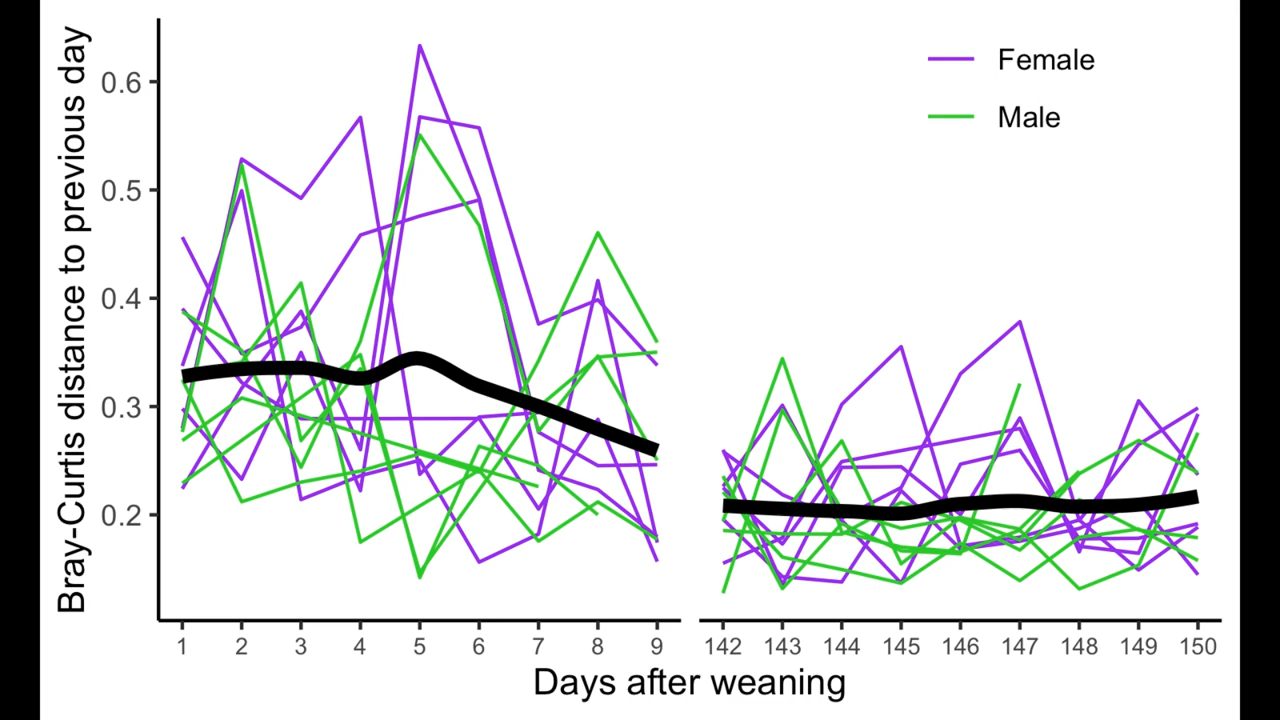 Bray-Curtis distance to previous day
0.6
0.5
0.4
0.3
0.2
Female
Male
1 2 3 4 5 6 7 8 9 142 143 144 145 146 147 148 149 150
Days after weaning